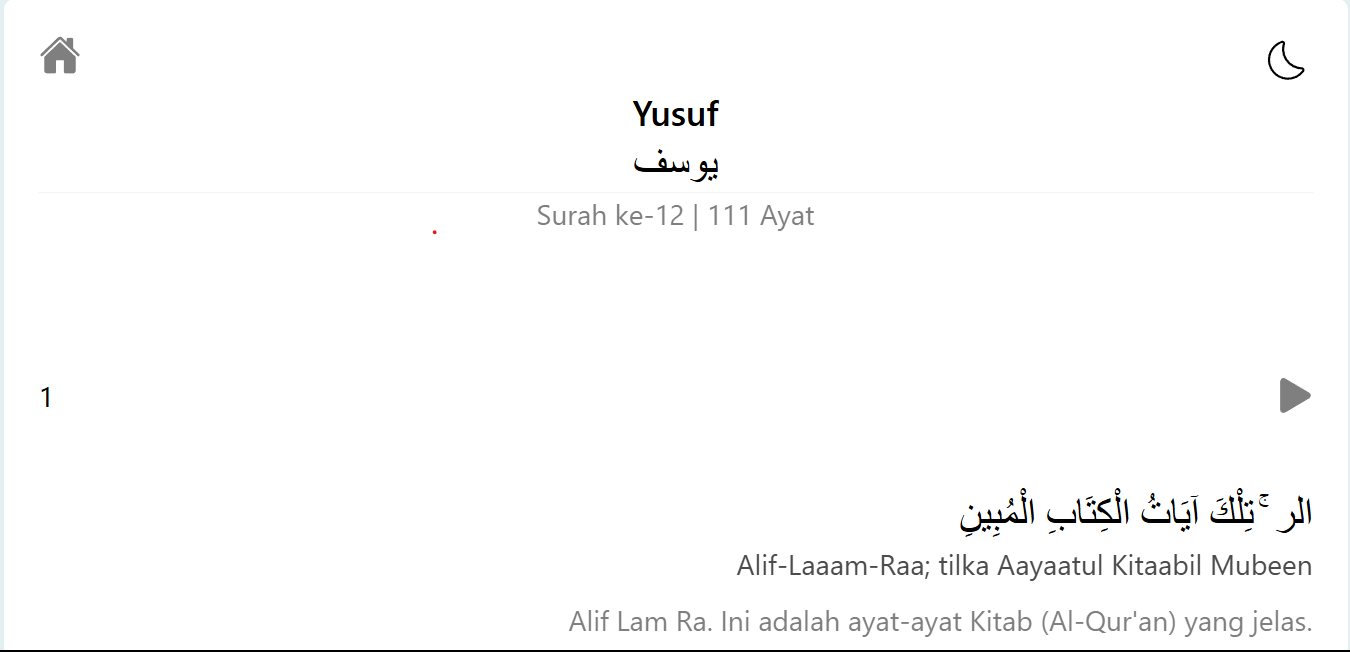 Yusuf
يوسف
Surah ke-12 | 111 Ayat
1
الر ۚ تِلْكَ آيَاتُ الْكِتَابِ الْمُبِينِ
Alif-Laaam-Raa; tilka Aayaatul Kitaabil Mubeen
Alif Lam Ra. Ini adalah ayat-ayat Kitab (Al-Qur'an) yang jelas.